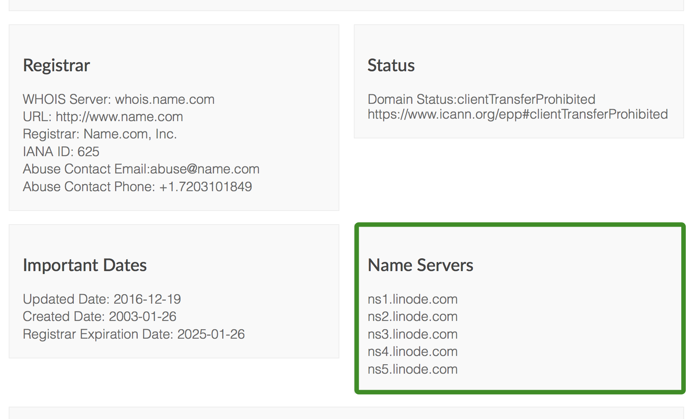 Registrar
WHOIS Server: whois.name.com
URL: http://www.name.com
Registrar: Name.com, Inc.
IANA ID: 625
Abuse Contact Email:abuse@name.com
Abuse Contact Phone: +1.7203101849
Status
Domain Status:clientTransferProhibited
https://www.icann.org/epp#clientTransferProhibited
Important Dates
Updated Date: 2016-12-19
Created Date: 2003-01-26
Registrar Expiration Date: 2025-01-26
Name Servers
ns1.linode.com
ns2.linode.com
ns3.linode.com
ns4.linode.com
ns5.linode.com